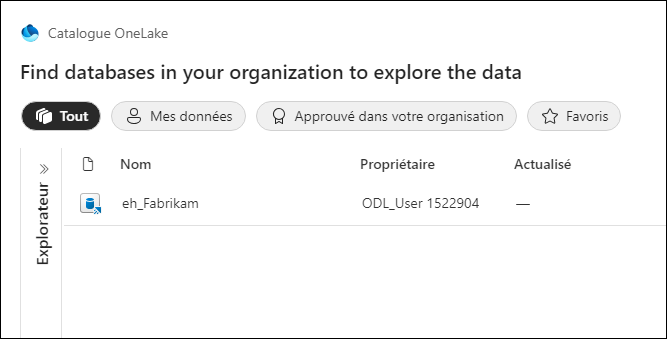 Catalogue OneLake
Find databases in your organization to explore the data
Tout Mes données Approuvé dans votre organisation Favoris
Explorateur
Nom Propriétaire Actualisé
eh_Fabrikam ODL_User 1522904 —